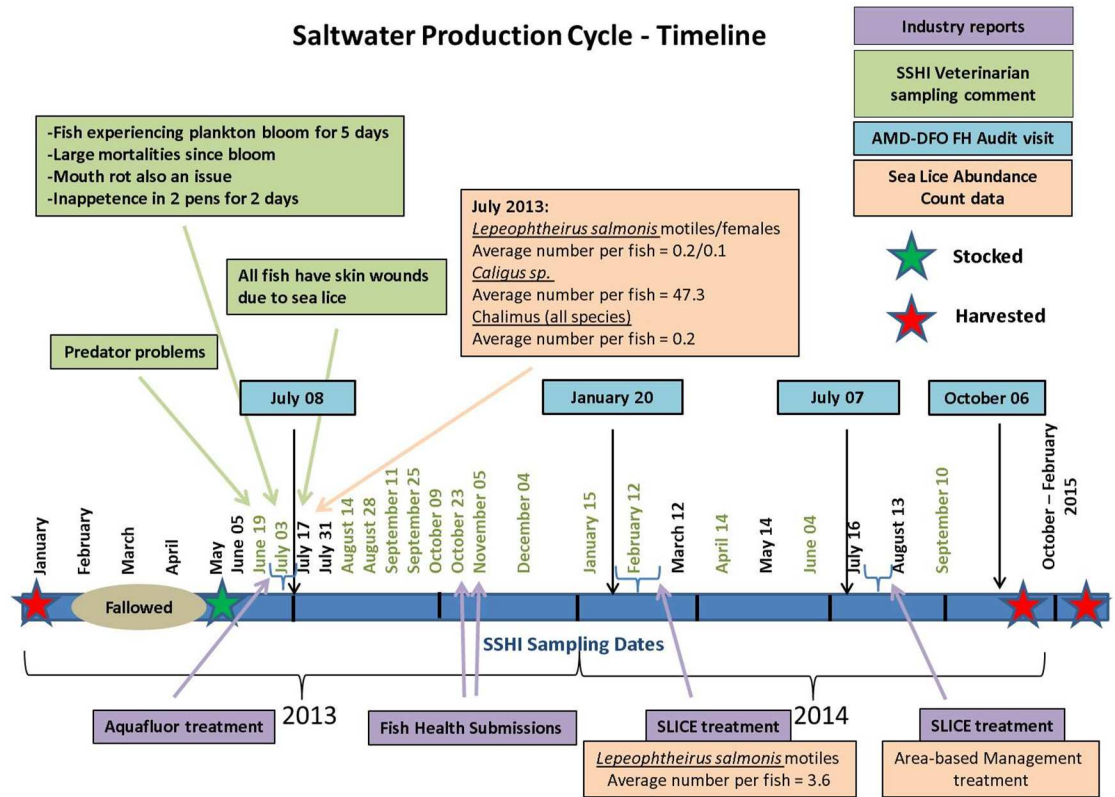 Saltwater Production Cycle - Timeline
Industry reports
SSHI Veterinarian
sampling comment
AMD-DFO FH Audit visit
Sea Lice Abundance
Count data
Stocked
Harvested
-Fish experiencing plankton bloom for 5 days
-Large mortalities since bloom
-Mouth rot also an issue
-Inappetence in 2 pens for 2 days
All fish have skin wounds
due to sea lice
Predator problems
July 2013:
Lepeophtheirus salmonis motiles/females
Average number per fish = 0.2/0.1
Caligus sp.
Average number per fish = 47.3
Chalimus (all species)
Average number per fish = 0.2
July 08
January 20
July 07
October 06
January
February
March
April
May
June 05
June 19
July 03
July 17
July 31
August 14
August 28
September 11
September 25
October 09
October 23
November 05
December 04
January 15
February 12
March 12
April 14
May 14
June 04
July 16
August 13
September 10
October – February
2015
Fallowed
SSHI Sampling Dates
2013
2014
Aquafluor treatment
Fish Health Submissions
SLICE treatment
Lepeophtheirus salmonis motiles
Average number per fish = 3.6
SLICE treatment
Area-based Management
treatment